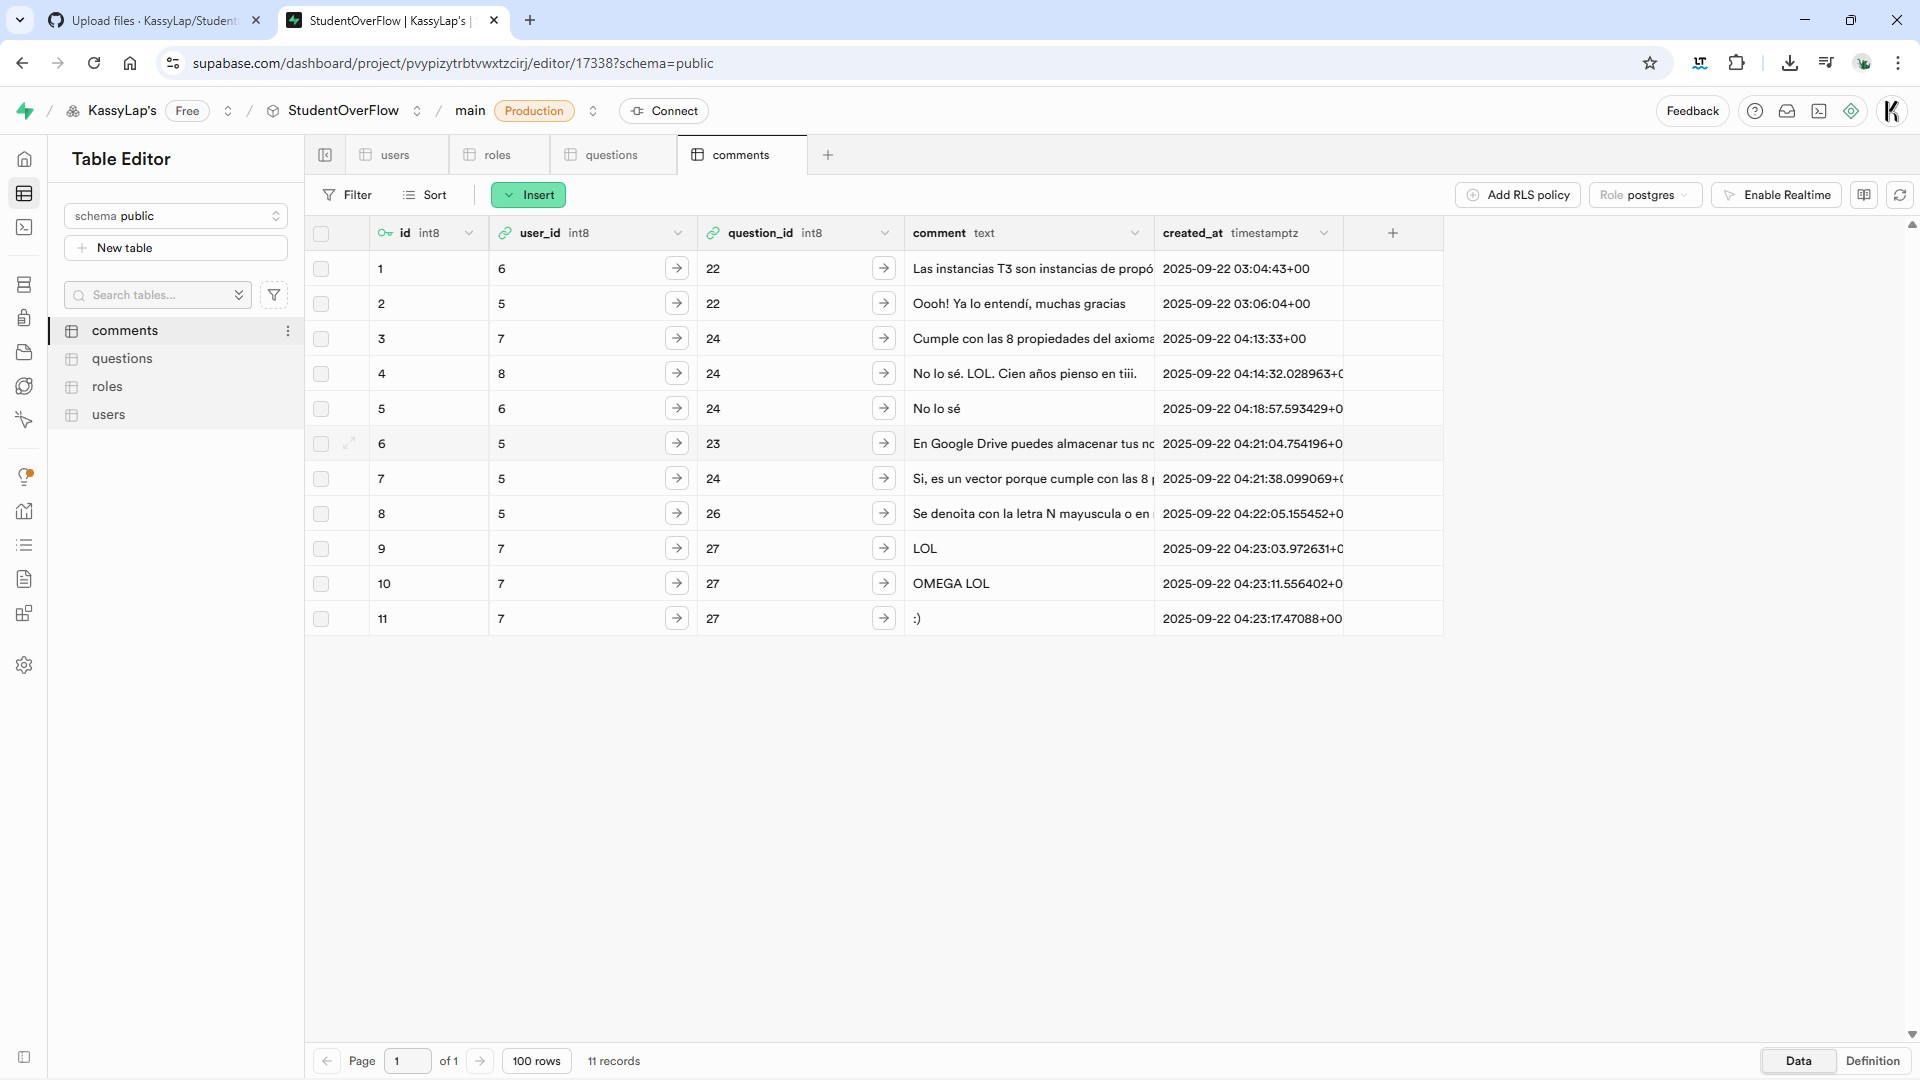 Upload files · KassyLap/Student
StudentOverFlow | KassyLap's |
supabase.com/dashboard/project/pvypizytrbtvwxtzcirj/editor/17338?schema=public
LT
/ KassyLap's Free / StudentOverFlow / main Production Connect
Feedback
Table Editor
users
roles
questions
comments
schema public
New table
Search tables...
comments
questions
roles
users
Filter
Sort
Insert
Add RLS policy
Role postgres
Enable Realtime
id int8 user_id int8 question_id int8 comment text created_at timestamptz
1 6 22 Las instancias T3 son instancias de propó 2025-09-22 03:04:43+00
2 5 22 Oooh! Ya lo entendí, muchas gracias 2025-09-22 03:06:04+00
3 7 24 Cumple con las 8 propiedades del axioma 2025-09-22 04:13:33+00
4 8 24 No lo sé. LOL. Cien años pienso en tiii. 2025-09-22 04:14:32.028963+0
5 6 24 No lo sé 2025-09-22 04:18:57.593429+0
6 5 23 En Google Drive puedes almacenar tus no 2025-09-22 04:21:04.754196+0
7 5 24 Si, es un vector porque cumple con las 8 p 2025-09-22 04:21:38.099069+0
8 5 26 Se denoita con la letra N mayuscula o en 2025-09-22 04:22:05.155452+0
9 7 27 LOL 2025-09-22 04:23:03.972631+0
10 7 27 OMEGA LOL 2025-09-22 04:23:11.556402+0
11 7 27 :) 2025-09-22 04:23:17.47088+00
Page 1 of 1 100 rows 11 records
Data
Definition